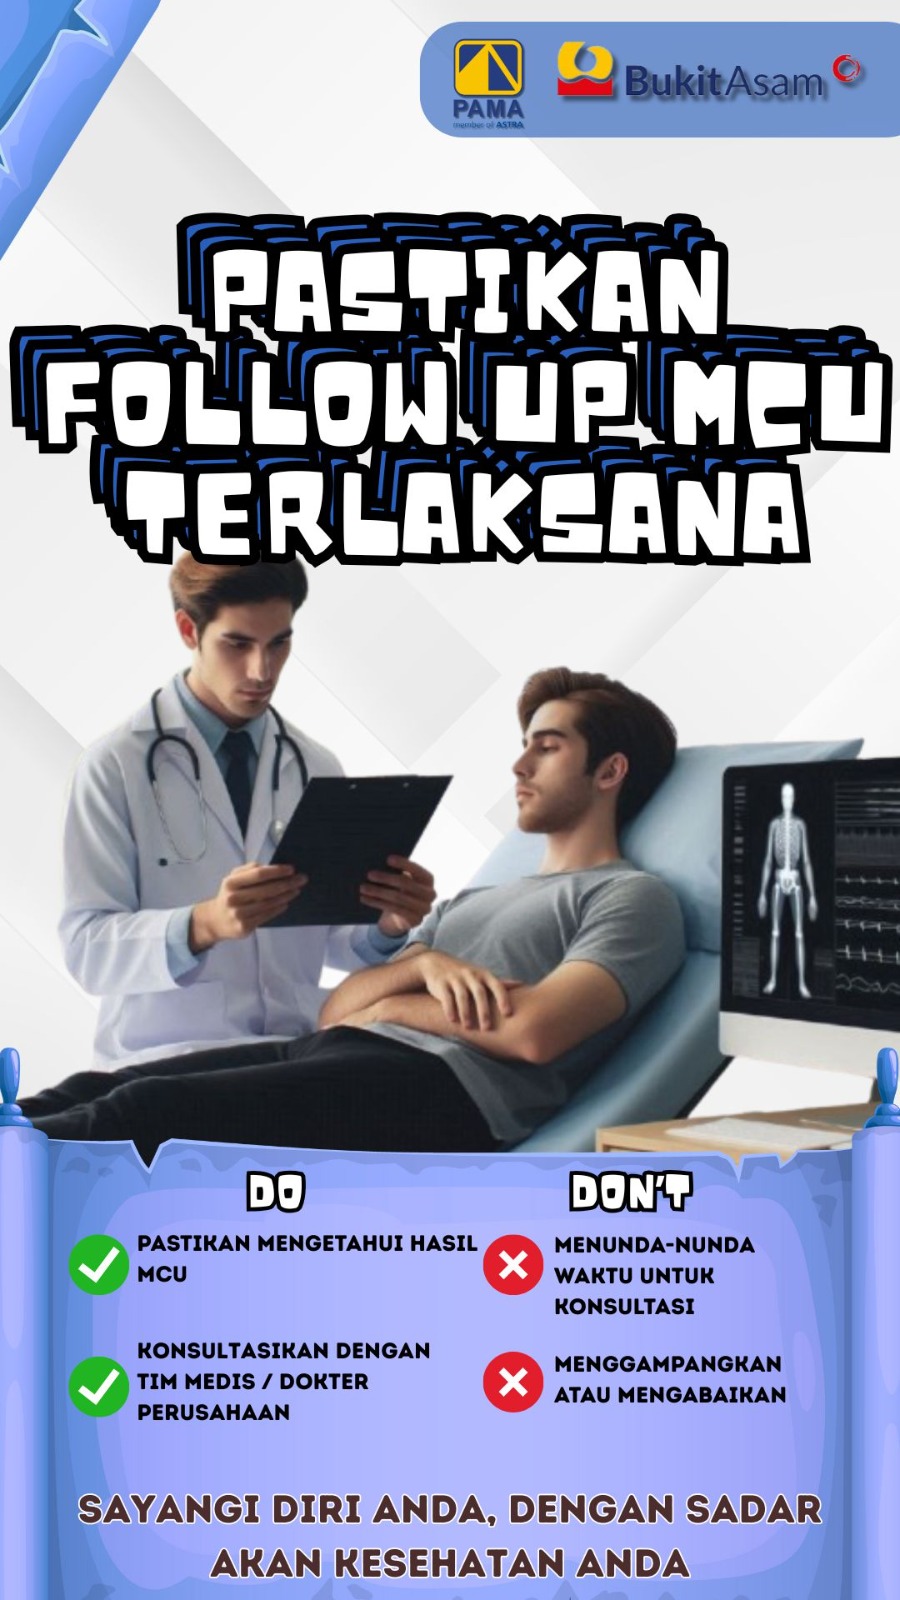 PAMA
member of ASTRA
BukitAsam
PASTIKAN
FOLLOW UP MCU
TERLAKSANA
DO
PASTIKAN MENGETAHUI HASIL
MCU
KONSULTASIKAN DENGAN
TIM MEDIS / DOKTER
PERUSAHAAN
DON'T
MENUNDA-NUNDA
WAKTU UNTUK
KONSULTASI
MENGGAMPANGKAN
ATAU MENGABAIKAN
SAYANGI DIRI ANDA, DENGAN SADAR
AKAN KESEHATAN ANDA